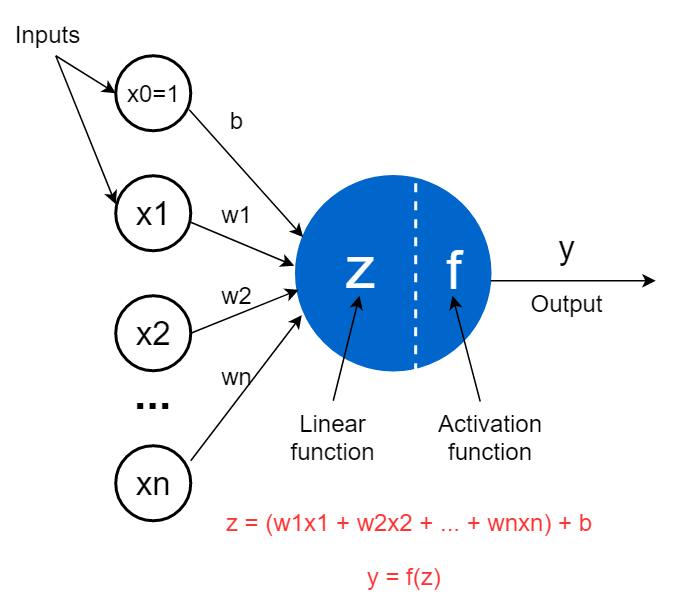 Inputs
x0=1
b
x1
w1
x2
w2
...
wn
xn
z
f
y
Output
Linear
function
Activation
function
z = (w1x1 + w2x2 + ... + wnxn) + b
y = f(z)